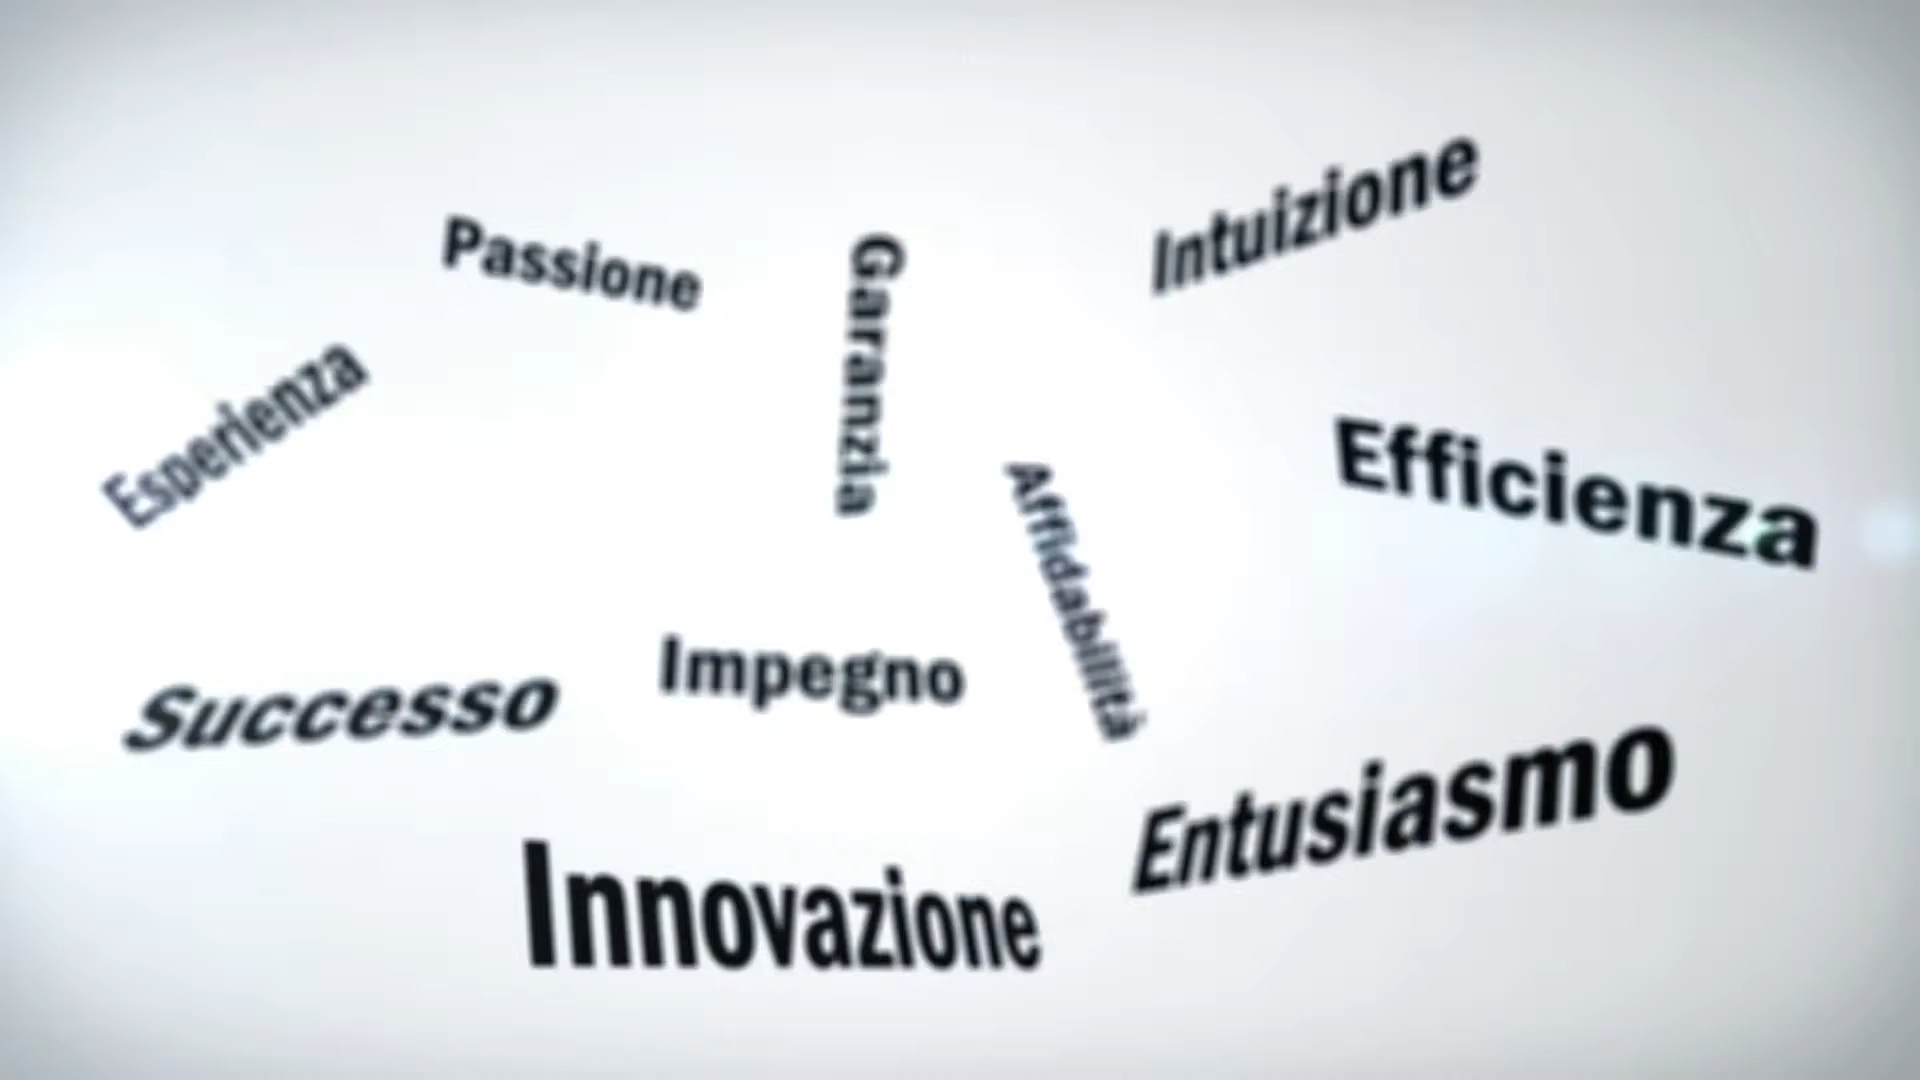 Intuizione
Passione
Garanzia
Esperienza
Efficienza
Affidabilità
Impegno
Successo
Entusiasmo
Innovazione